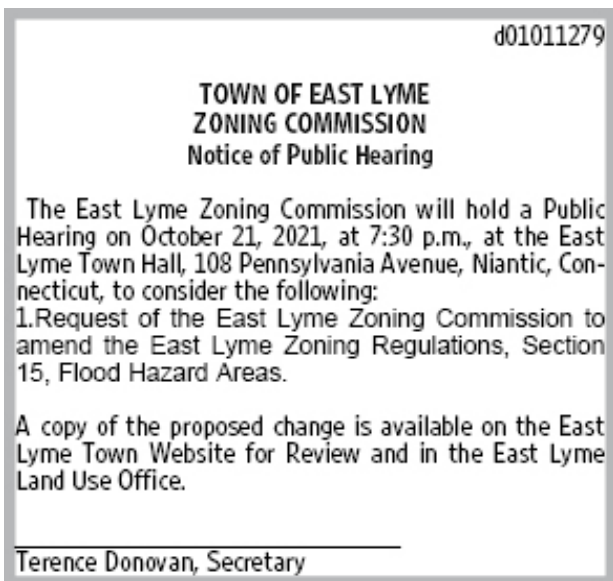 d01011279
TOWN OF EAST LYME
ZONING COMMISSION
Notice of Public Hearing
The East Lyme Zoning Commission will hold a Public
Hearing on October 21, 2021, at 7:30 p.m., at the East
Lyme Town Hall, 108 Pennsylvania Avenue, Niantic, Con-
necticut, to consider the following:
1.Request of the East Lyme Zoning Commission to
amend the East Lyme Zoning Regulations, Section
15, Flood Hazard Areas.
A copy of the proposed change is available on the East
Lyme Town Website for Review and in the East Lyme
Land Use Office.
Terence Donovan, Secretary